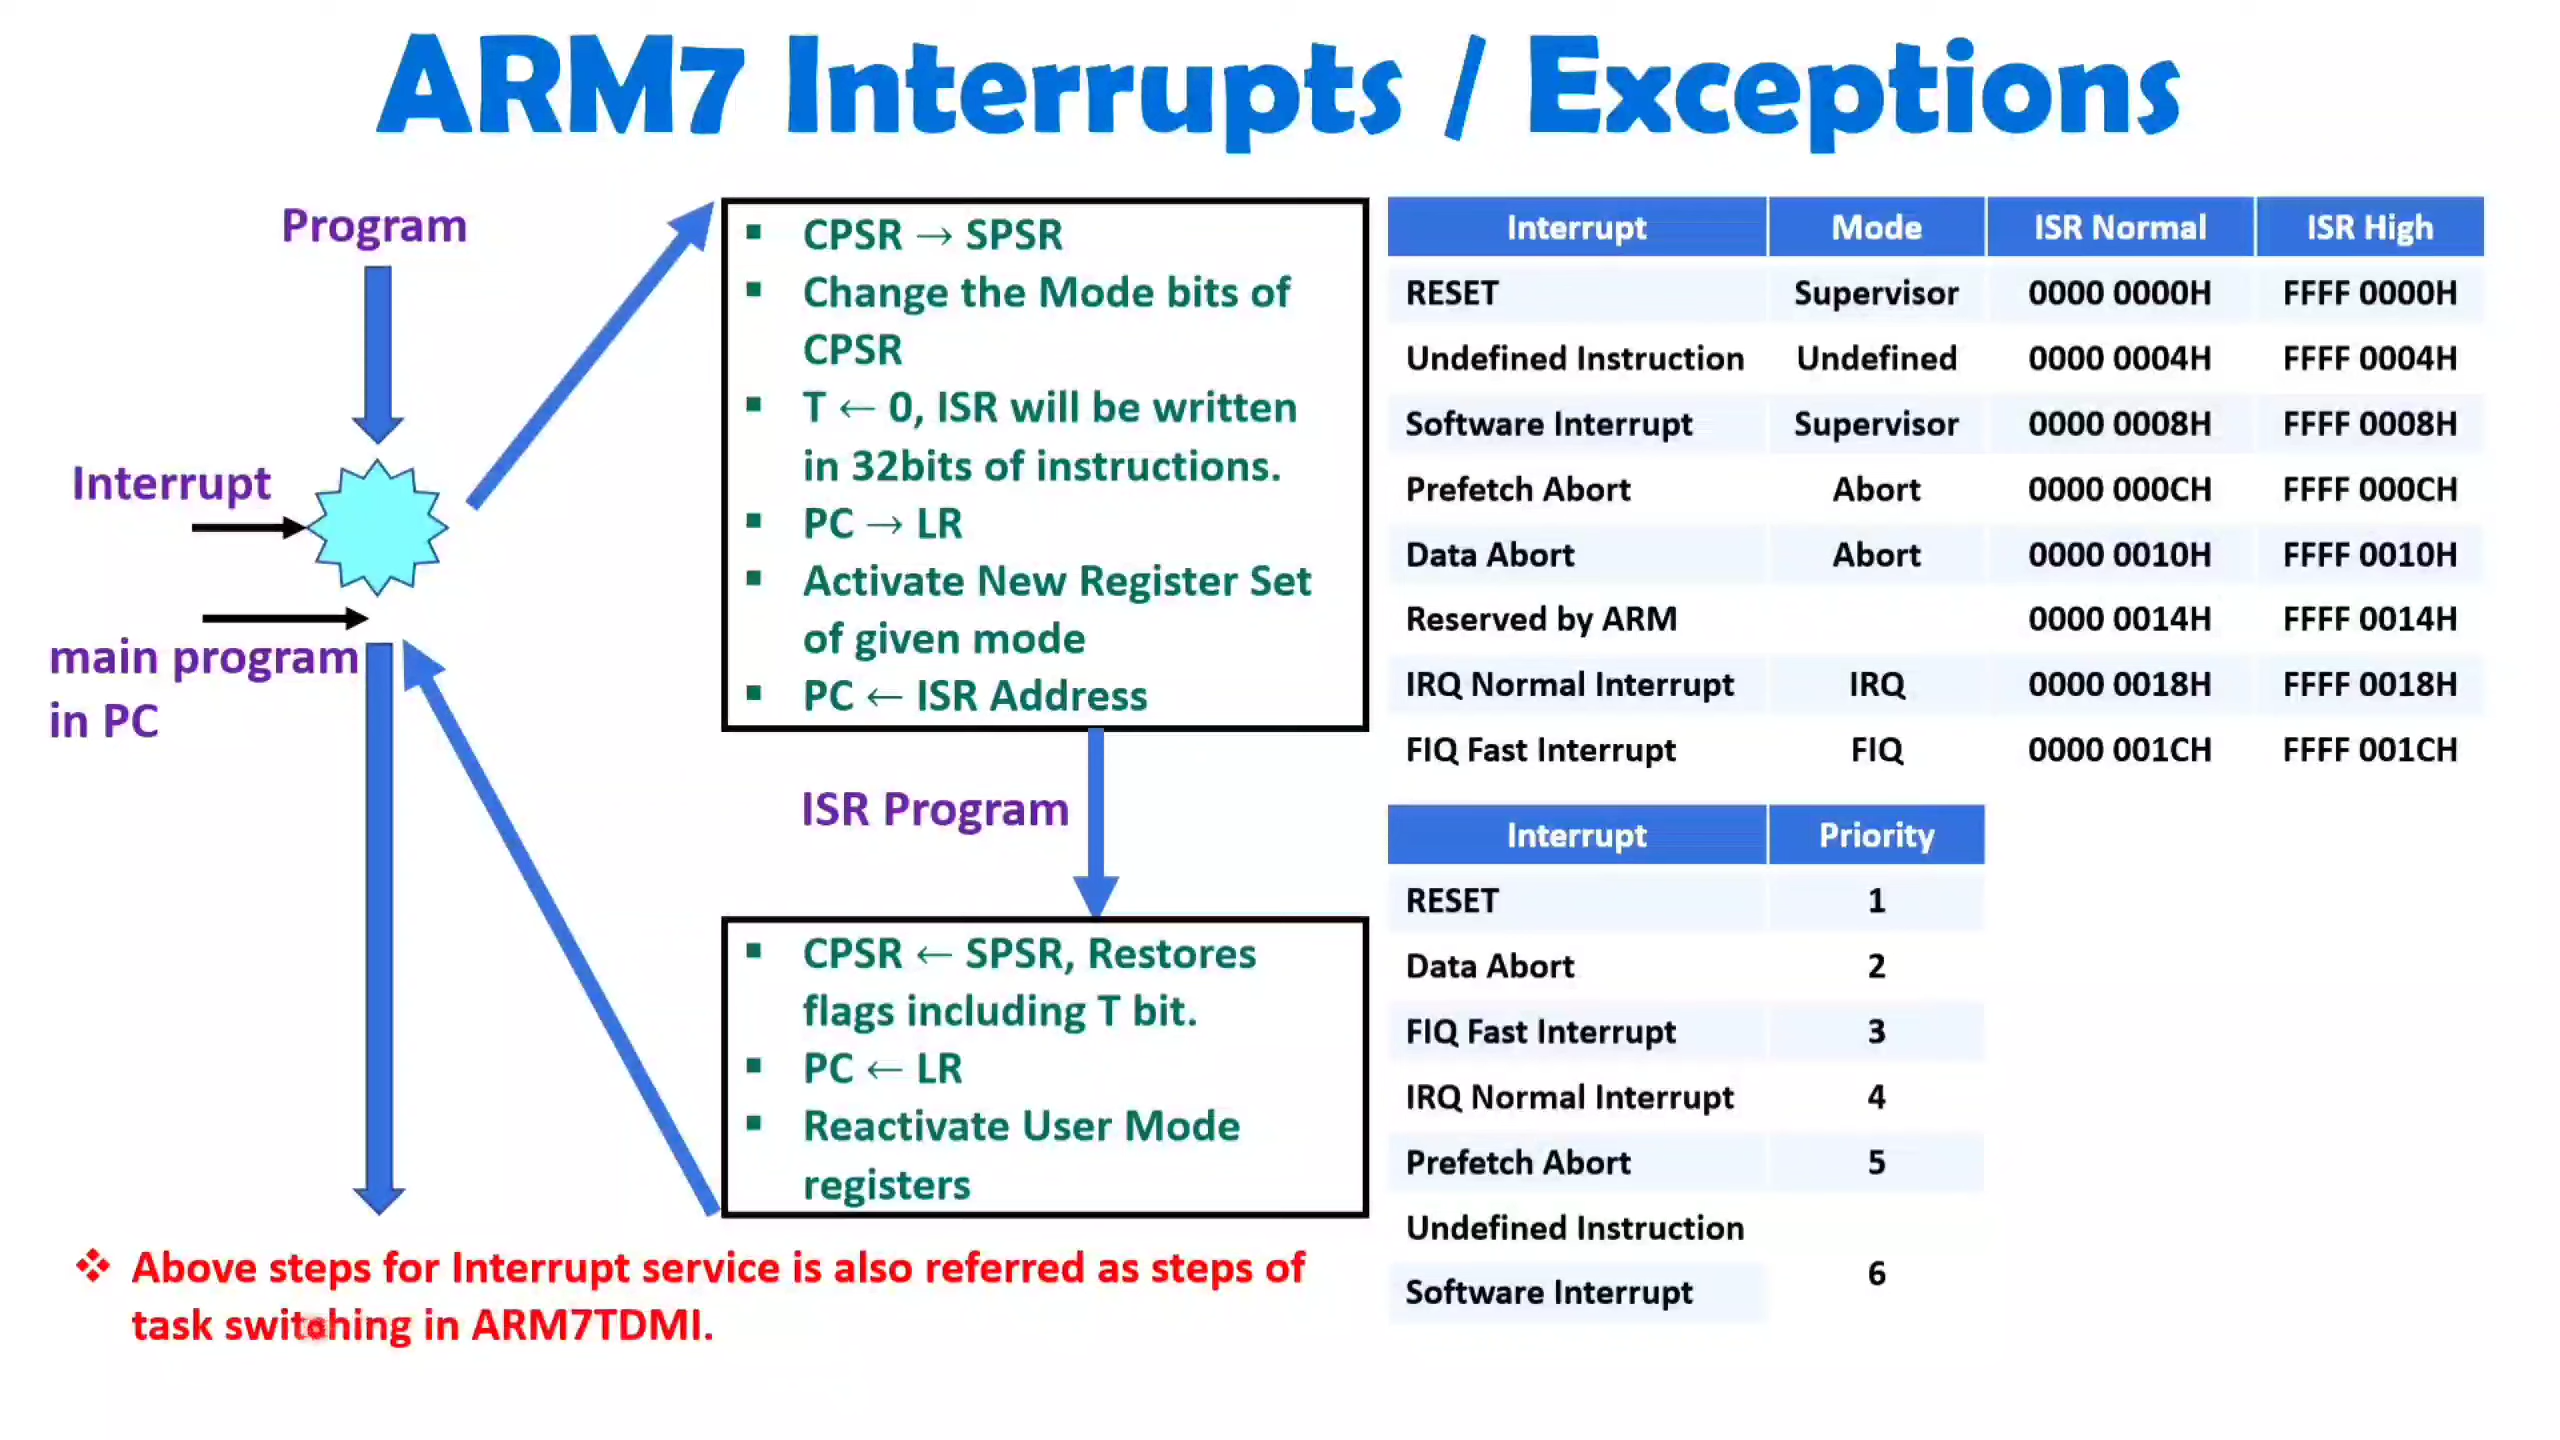 ARM7 Interrupts / Exceptions
Program
Interrupt
main program
in PC
▪ CPSR → SPSR
▪ Change the Mode bits of
CPSR
▪ T ← 0, ISR will be written
in 32bits of instructions.
▪ PC → LR
▪ Activate New Register Set
of given mode
▪ PC ← ISR Address
ISR Program
▪ CPSR ← SPSR, Restores
flags including T bit.
▪ PC ← LR
▪ Reactivate User Mode
registers
❖ Above steps for Interrupt service is also referred as steps of
task switching in ARM7TDMI.
Interrupt Mode ISR Normal ISR High
RESET Supervisor 0000 0000H FFFF 0000H
Undefined Instruction Undefined 0000 0004H FFFF 0004H
Software Interrupt Supervisor 0000 0008H FFFF 0008H
Prefetch Abort Abort 0000 000CH FFFF 000CH
Data Abort Abort 0000 0010H FFFF 0010H
Reserved by ARM 0000 0014H FFFF 0014H
IRQ Normal Interrupt IRQ 0000 0018H FFFF 0018H
FIQ Fast Interrupt FIQ 0000 001CH FFFF 001CH
Interrupt Priority
RESET 1
Data Abort 2
FIQ Fast Interrupt 3
IRQ Normal Interrupt 4
Prefetch Abort 5
Undefined Instruction
Software Interrupt 6